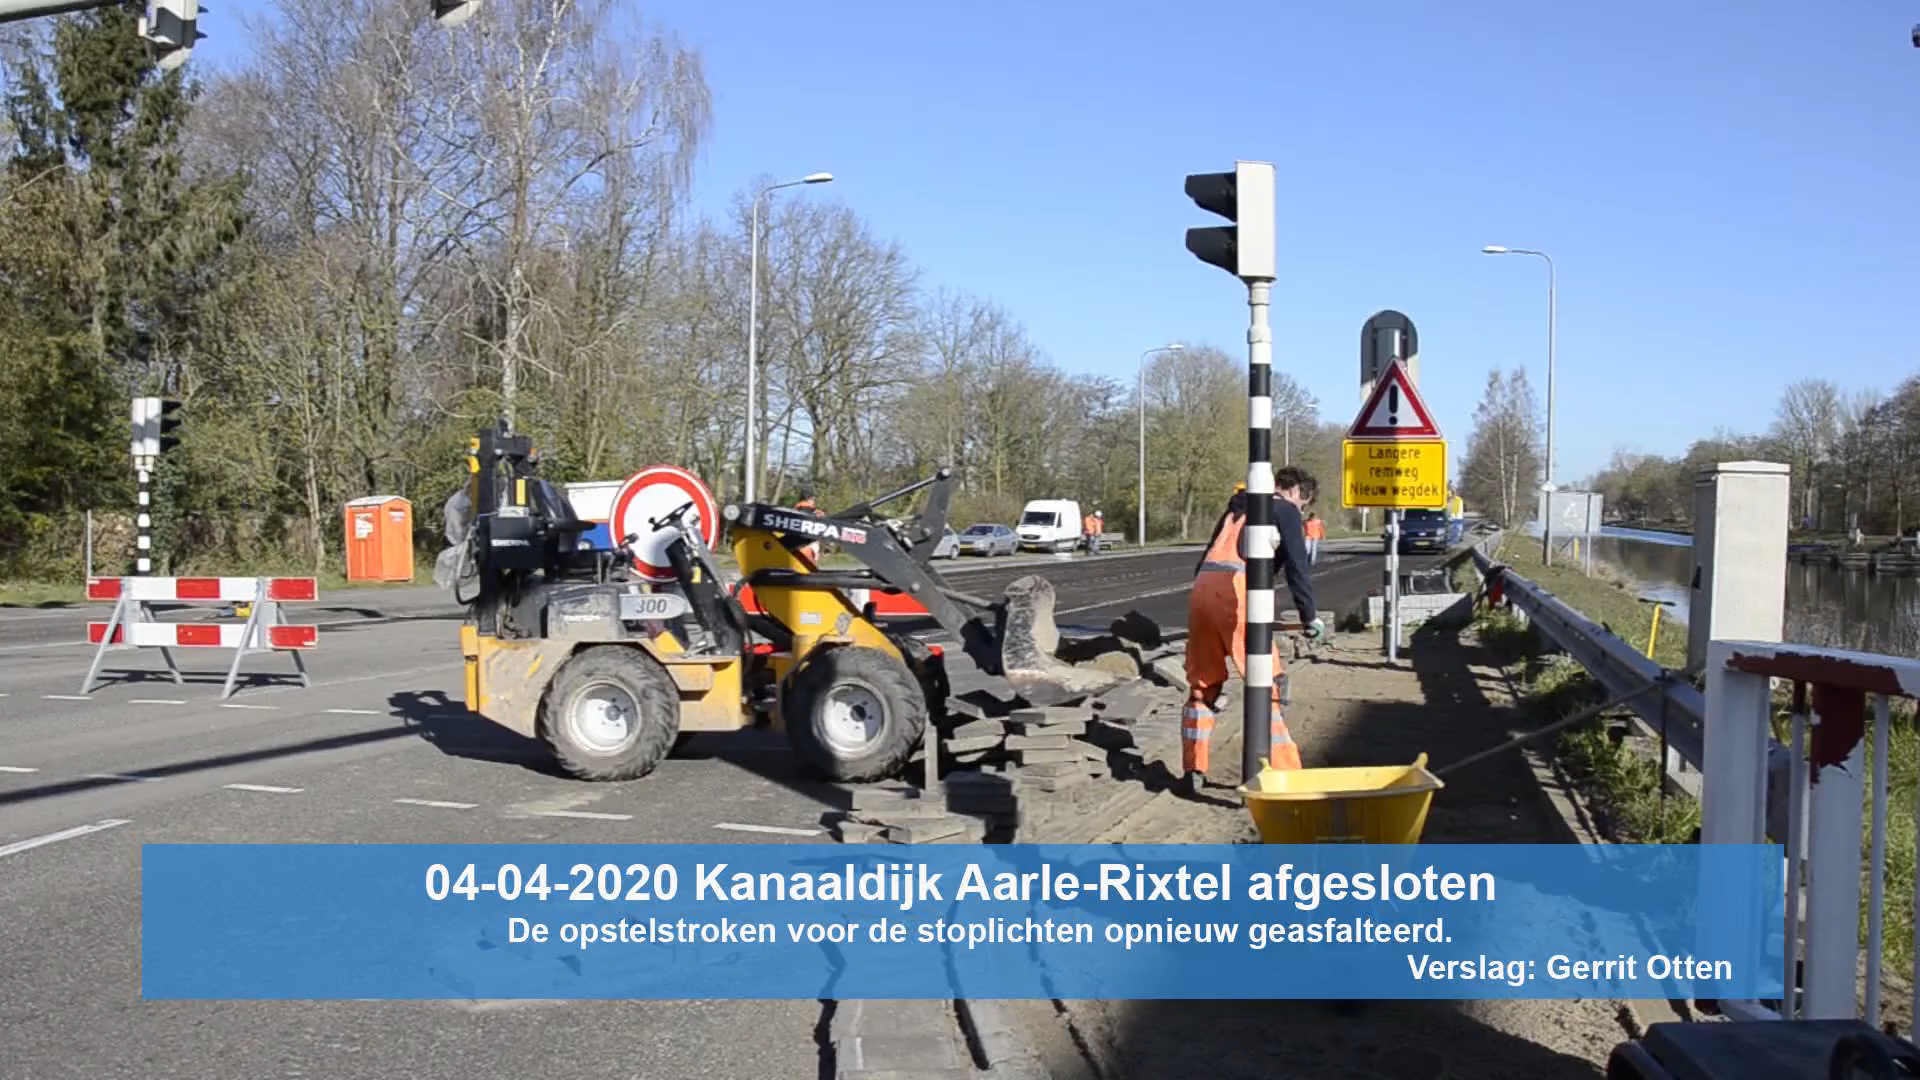 SHERPA
300
Langere
remweg
Nieuw wegdek
04-04-2020 Kanaaldijk Aarle-Rixtel afgesloten
De opstelstroken voor de stoplichten opnieuw geasfalteerd.
Verslag: Gerrit Otten